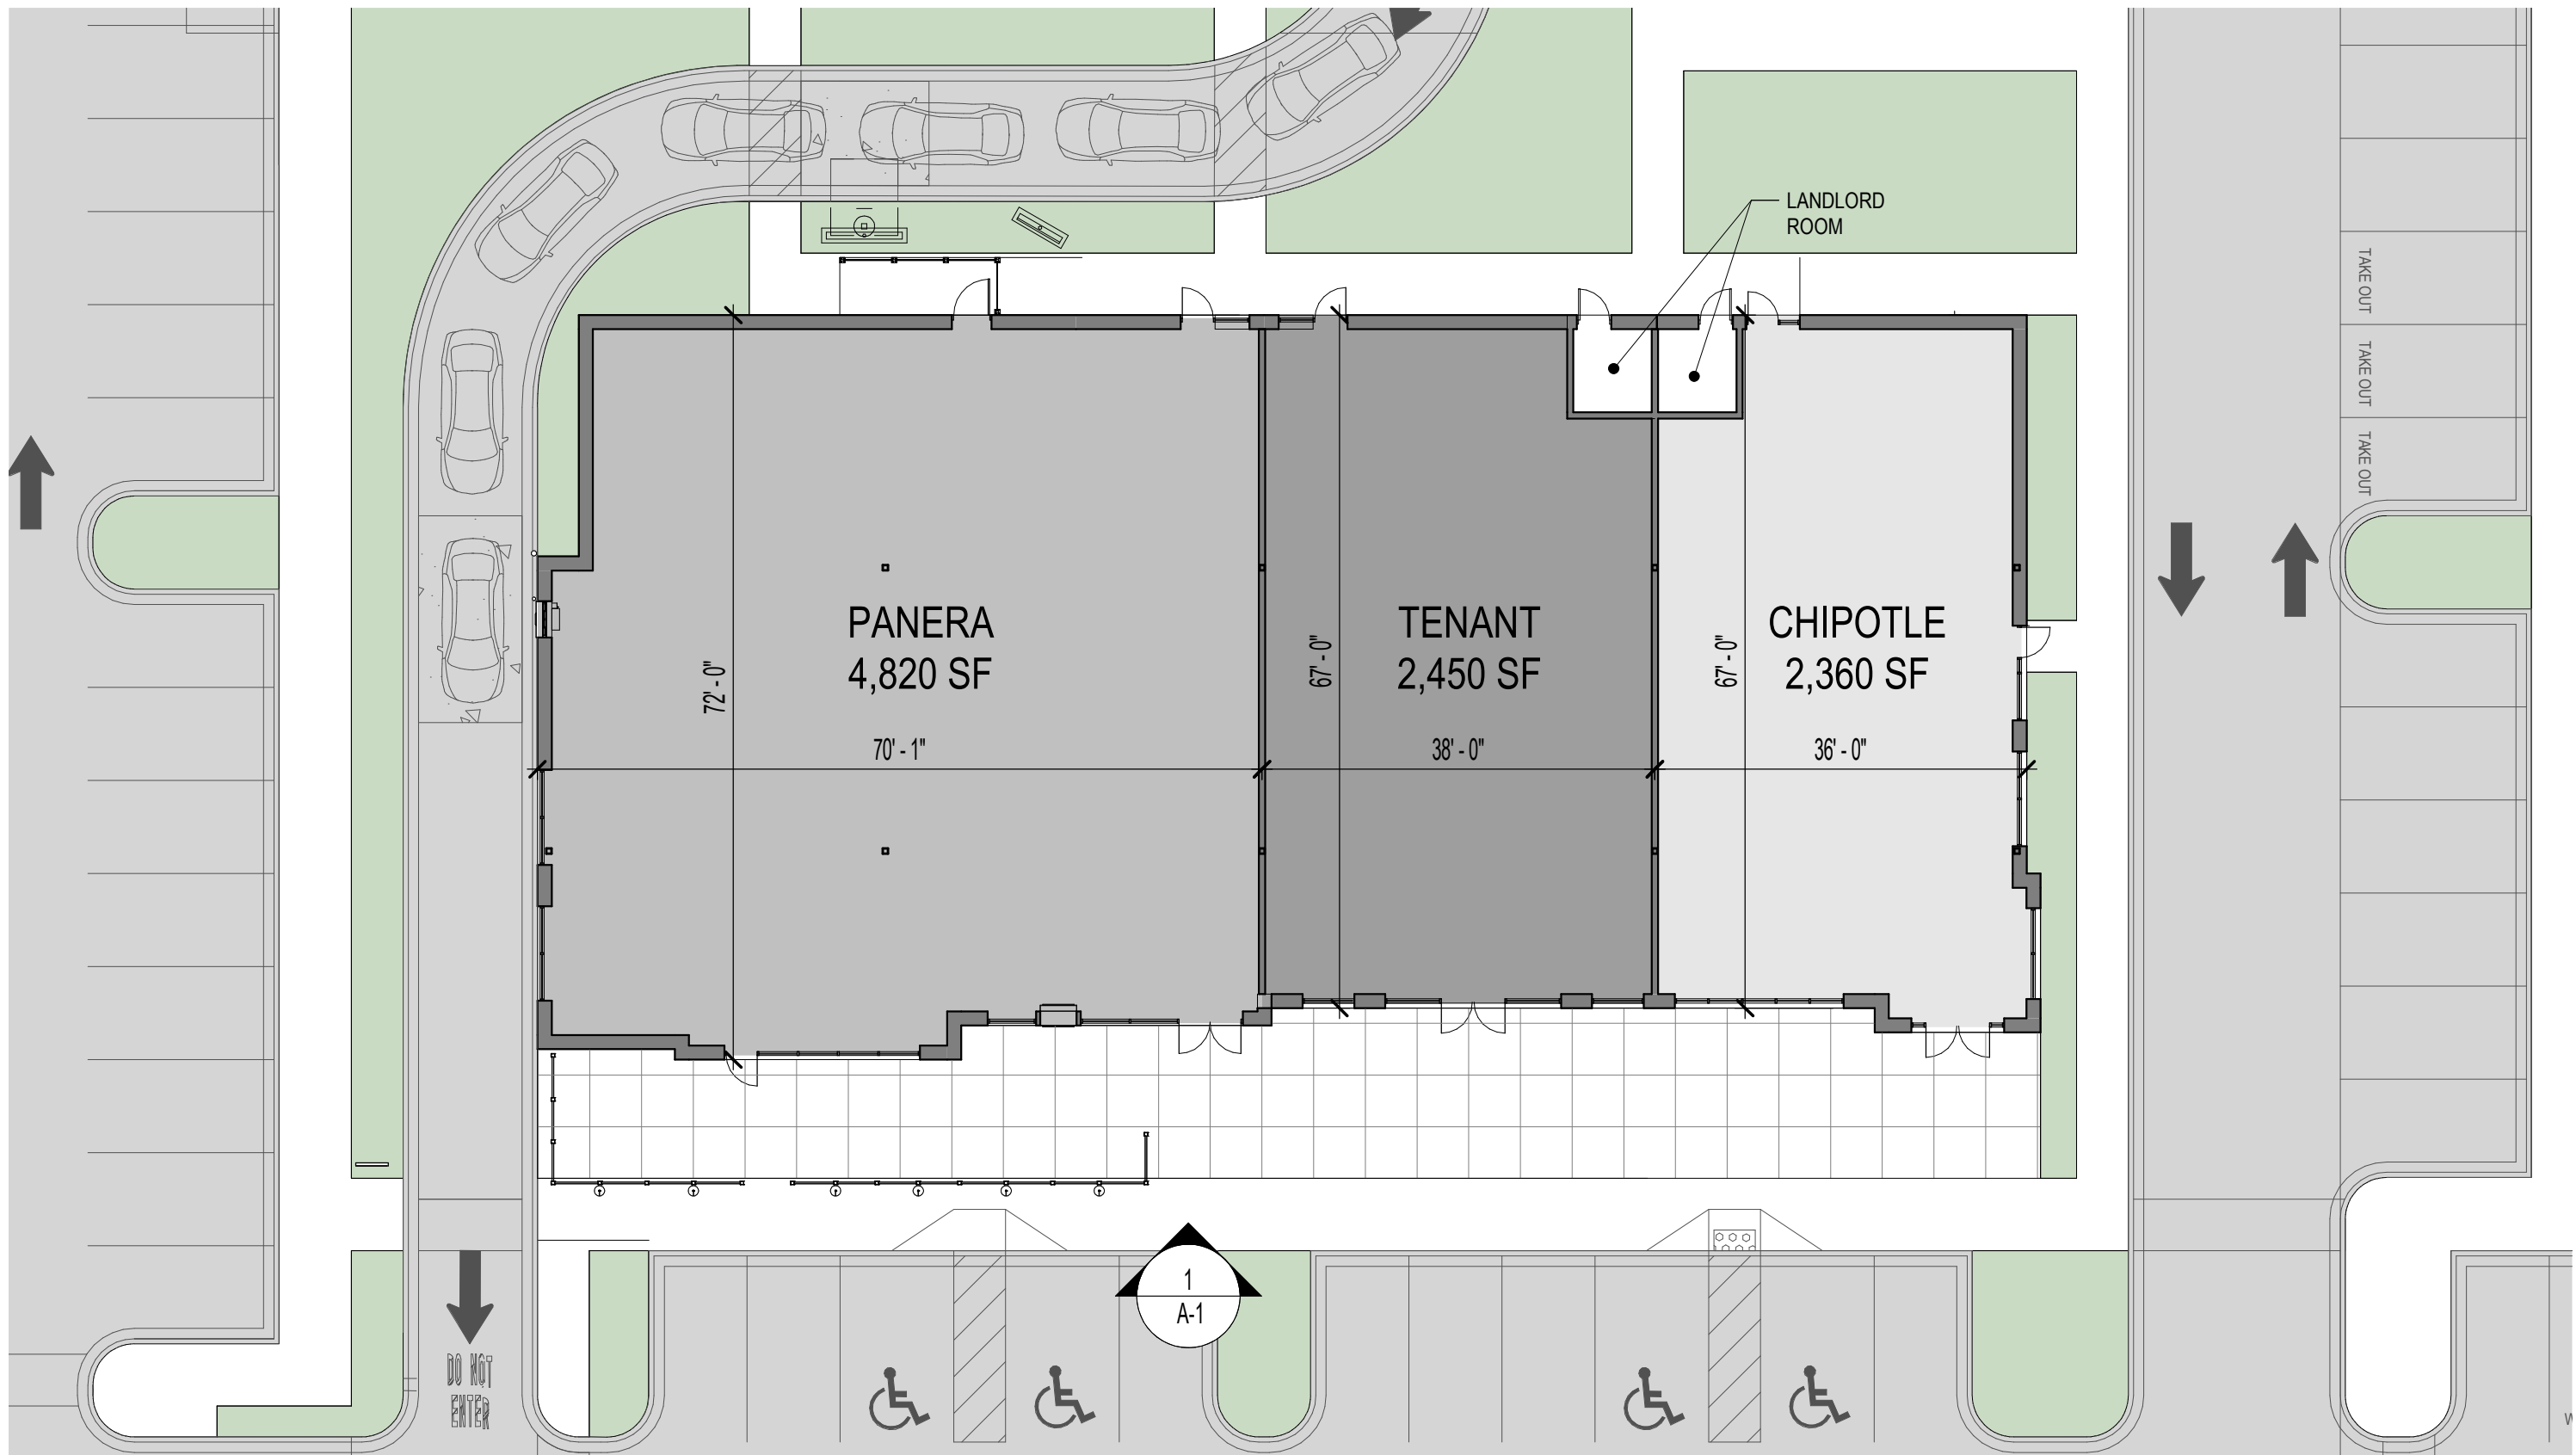 LANDLORD
ROOM
TAKE OUT
TAKE OUT
TAKE OUT
PANERA
4,820 SF
72' - 0"
70' - 1"
TENANT
2,450 SF
67' - 0"
38' - 0"
CHIPOTLE
2,360 SF
67' - 0"
36' - 0"
1
A-1
DO NOT
ENTER